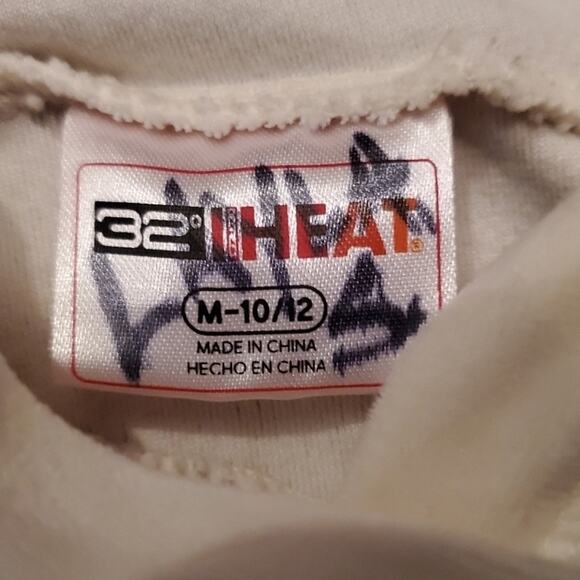 32° HEAT®
M-10/12
MADE IN CHINA
HECHO EN CHINA